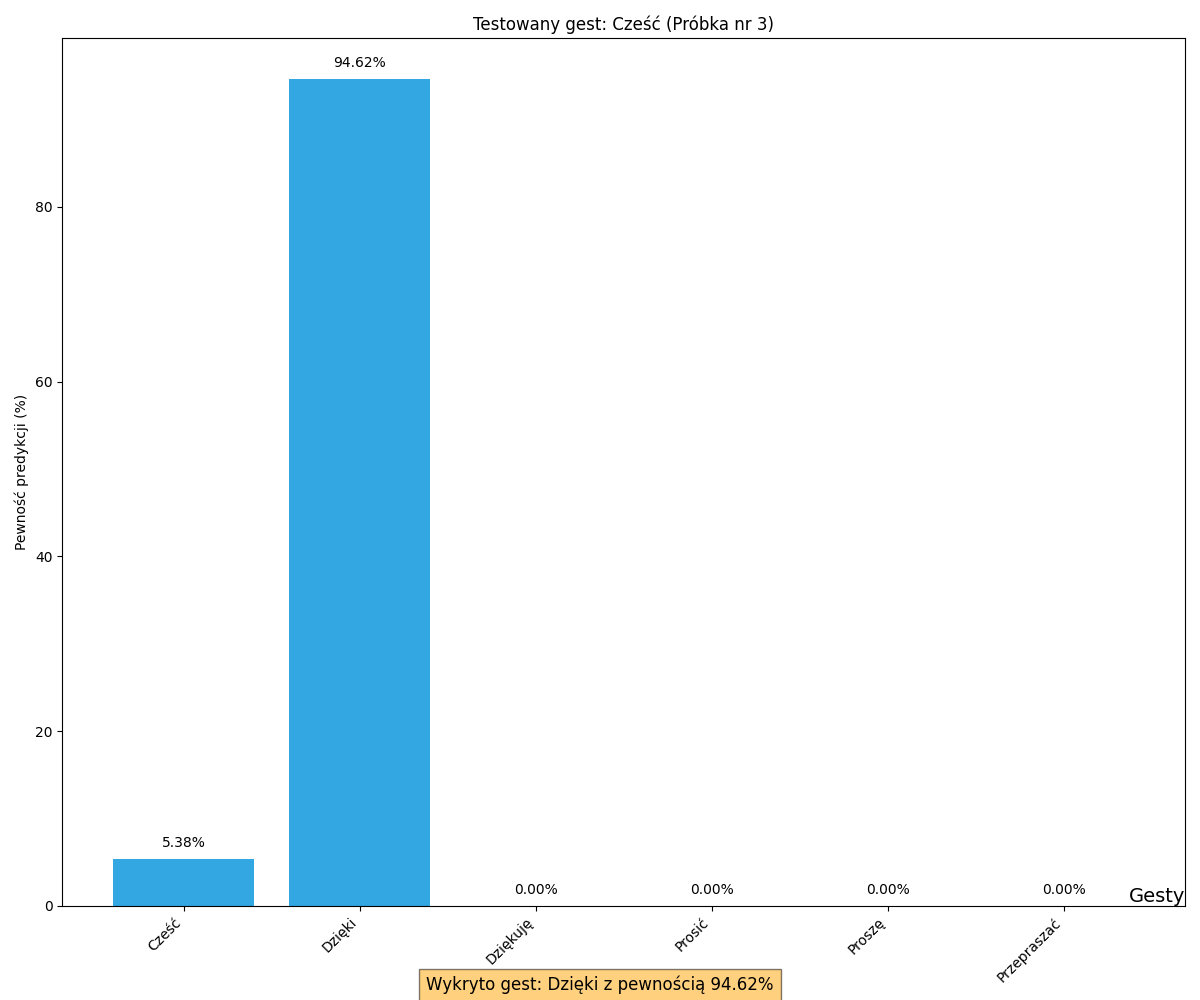 Testowany gest: Cześć (Próbka nr 3)
94.62%
80
60
Pewność predykcji (%)
40
20
5.38%
0.00%
0.00%
0.00%
0.00%
Gesty
0
Cześć
Dzięki
Dziękuję
Prosić
Proszę
Przepraszać
Wykryto gest: Dzięki z pewnością 94.62%